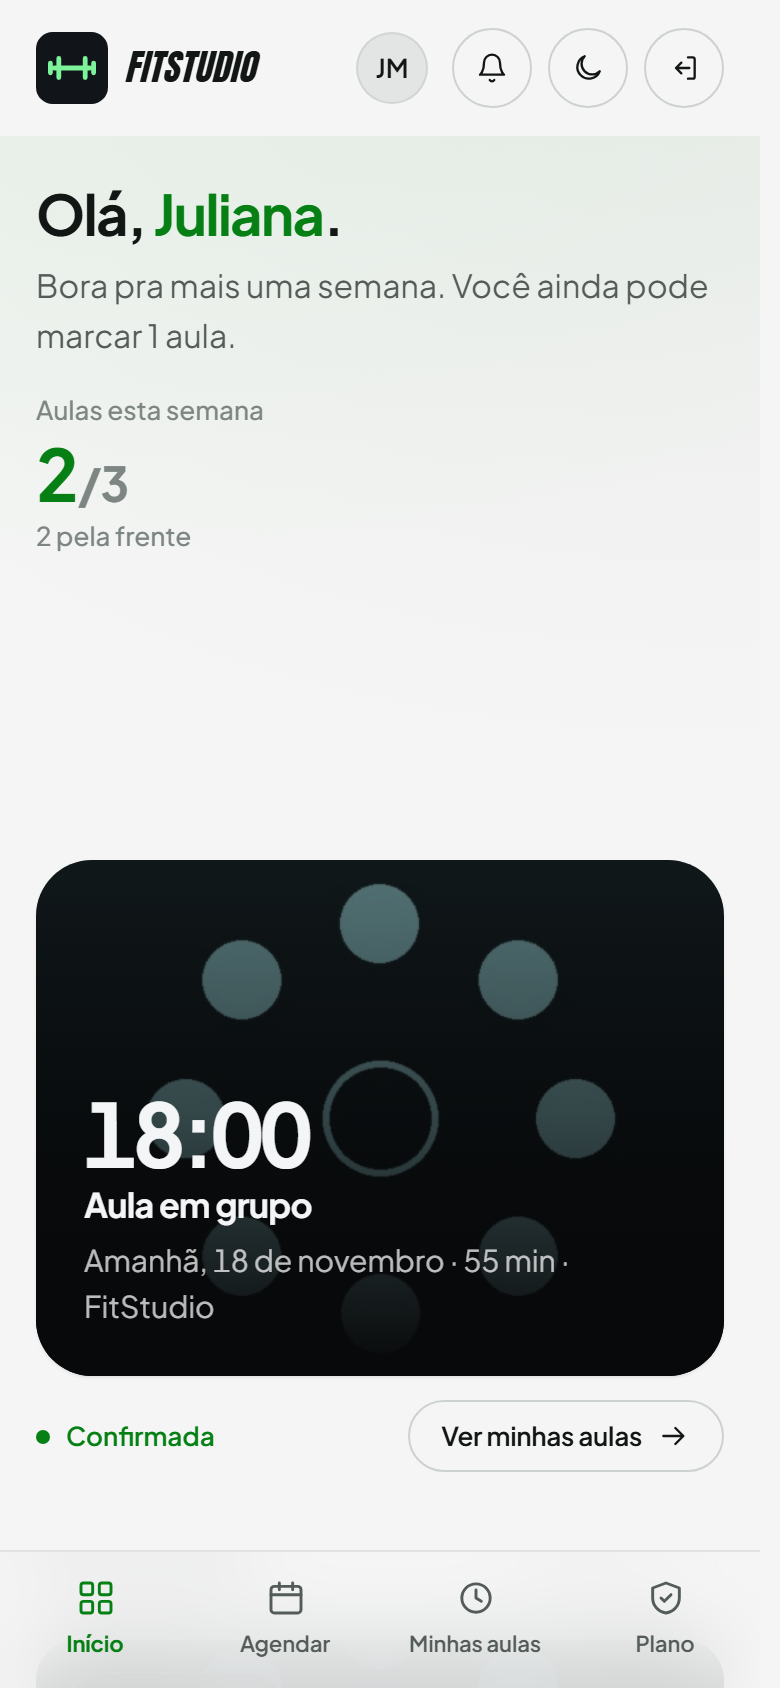 FITSTUDIO
JM
Olá, Juliana.
Bora pra mais uma semana. Você ainda pode
marcar 1 aula.
Aulas esta semana
2/3
2 pela frente
18:00
Aula em grupo
Amanhã, 18 de novembro · 55 min ·
FitStudio
Confirmada
Ver minhas aulas
Início
Agendar
Minhas aulas
Plano